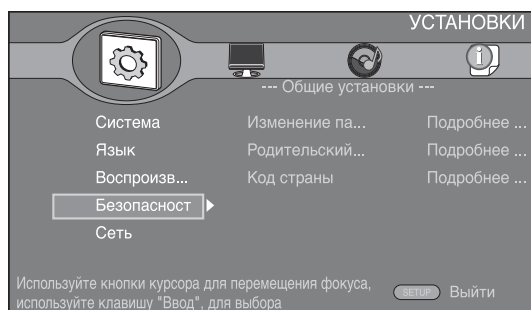 УСТАНОВКИ
--- Общие установки ---
Система Изменение па... Подробнее ...
Язык Родительский... Подробнее ...
Воспроизв... Код страны Подробнее ...
Безопасност
Сеть
Используйте кнопки курсора для перемещения фокуса,
используйте клавишу "Ввод", для выбора
SETUP Выйти